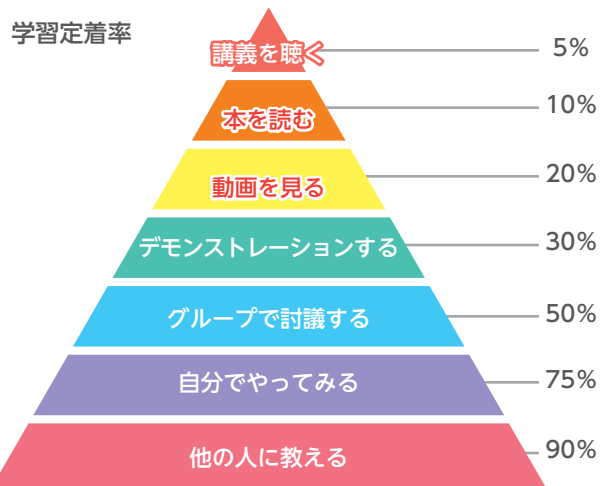 学習定着率
講義を聴く 5%
本を読む 10%
動画を見る 20%
デモンストレーションする 30%
グループで討議する 50%
自分でやってみる 75%
他の人に教える 90%